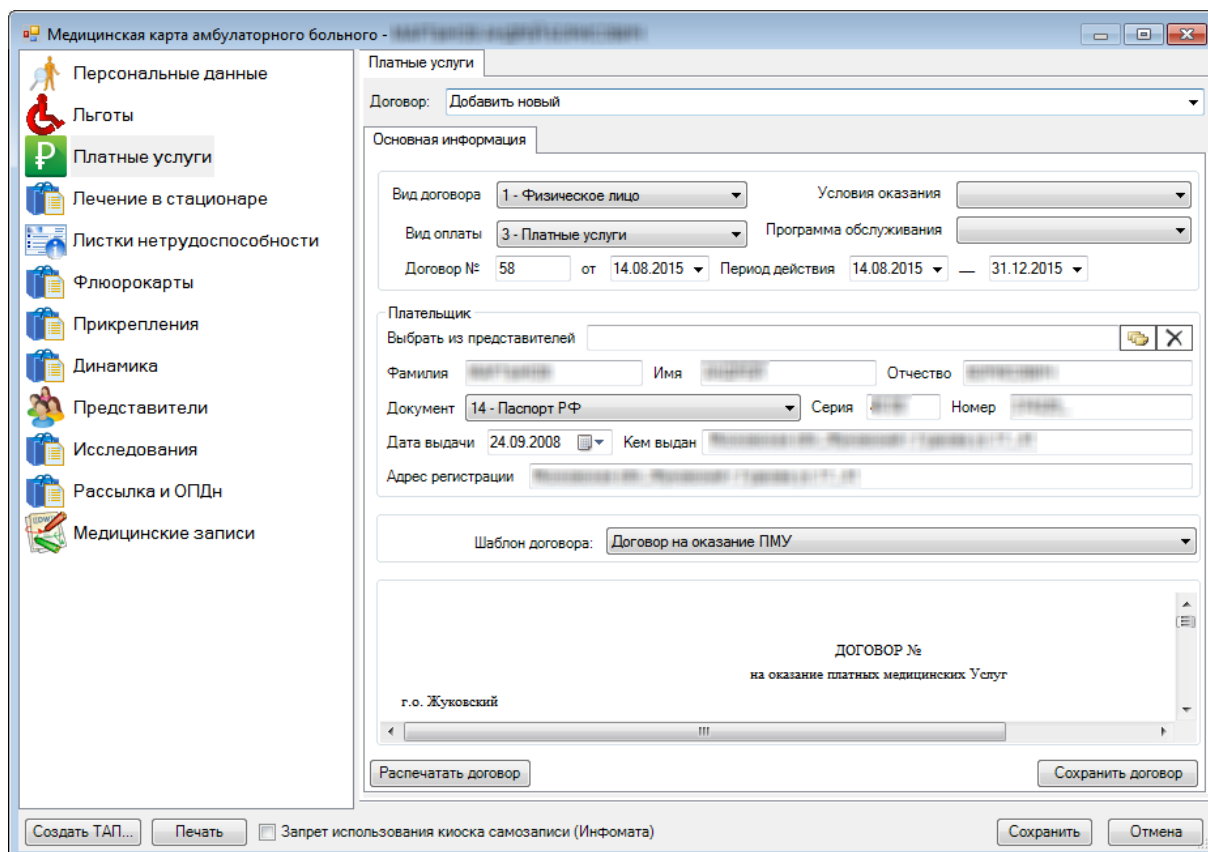 Медицинская карта амбулаторного больного -
Персональные данные
Льготы
Платные услуги
Лечение в стационаре
Листки нетрудоспособности
Флюорокарты
Прикрепления
Динамика
Представители
Исследования
Рассылка и ОПДн
Медицинские записи
Платные услуги
Договор: Добавить новый
Основная информация
Вид договора 1 - Физическое лицо Условия оказания
Вид оплаты 3 - Платные услуги Программа обслуживания
Договор № 58 от 14.08.2015 Период действия 14.08.2015 — 31.12.2015
Плательщик
Выбрать из представителей
Фамилия Имя Отчество
Документ 14 - Паспорт РФ Серия Номер
Дата выдачи 24.09.2008 Кем выдан
Адрес регистрации
Шаблон договора: Договор на оказание ПМУ
ДОГОВОР №
на оказание платных медицинских Услуг
г.о. Жуковский
Распечатать договор Сохранить договор
Создать ТАП... Печать Запрет использования киоска самозаписи (Инфомата) Сохранить Отмена